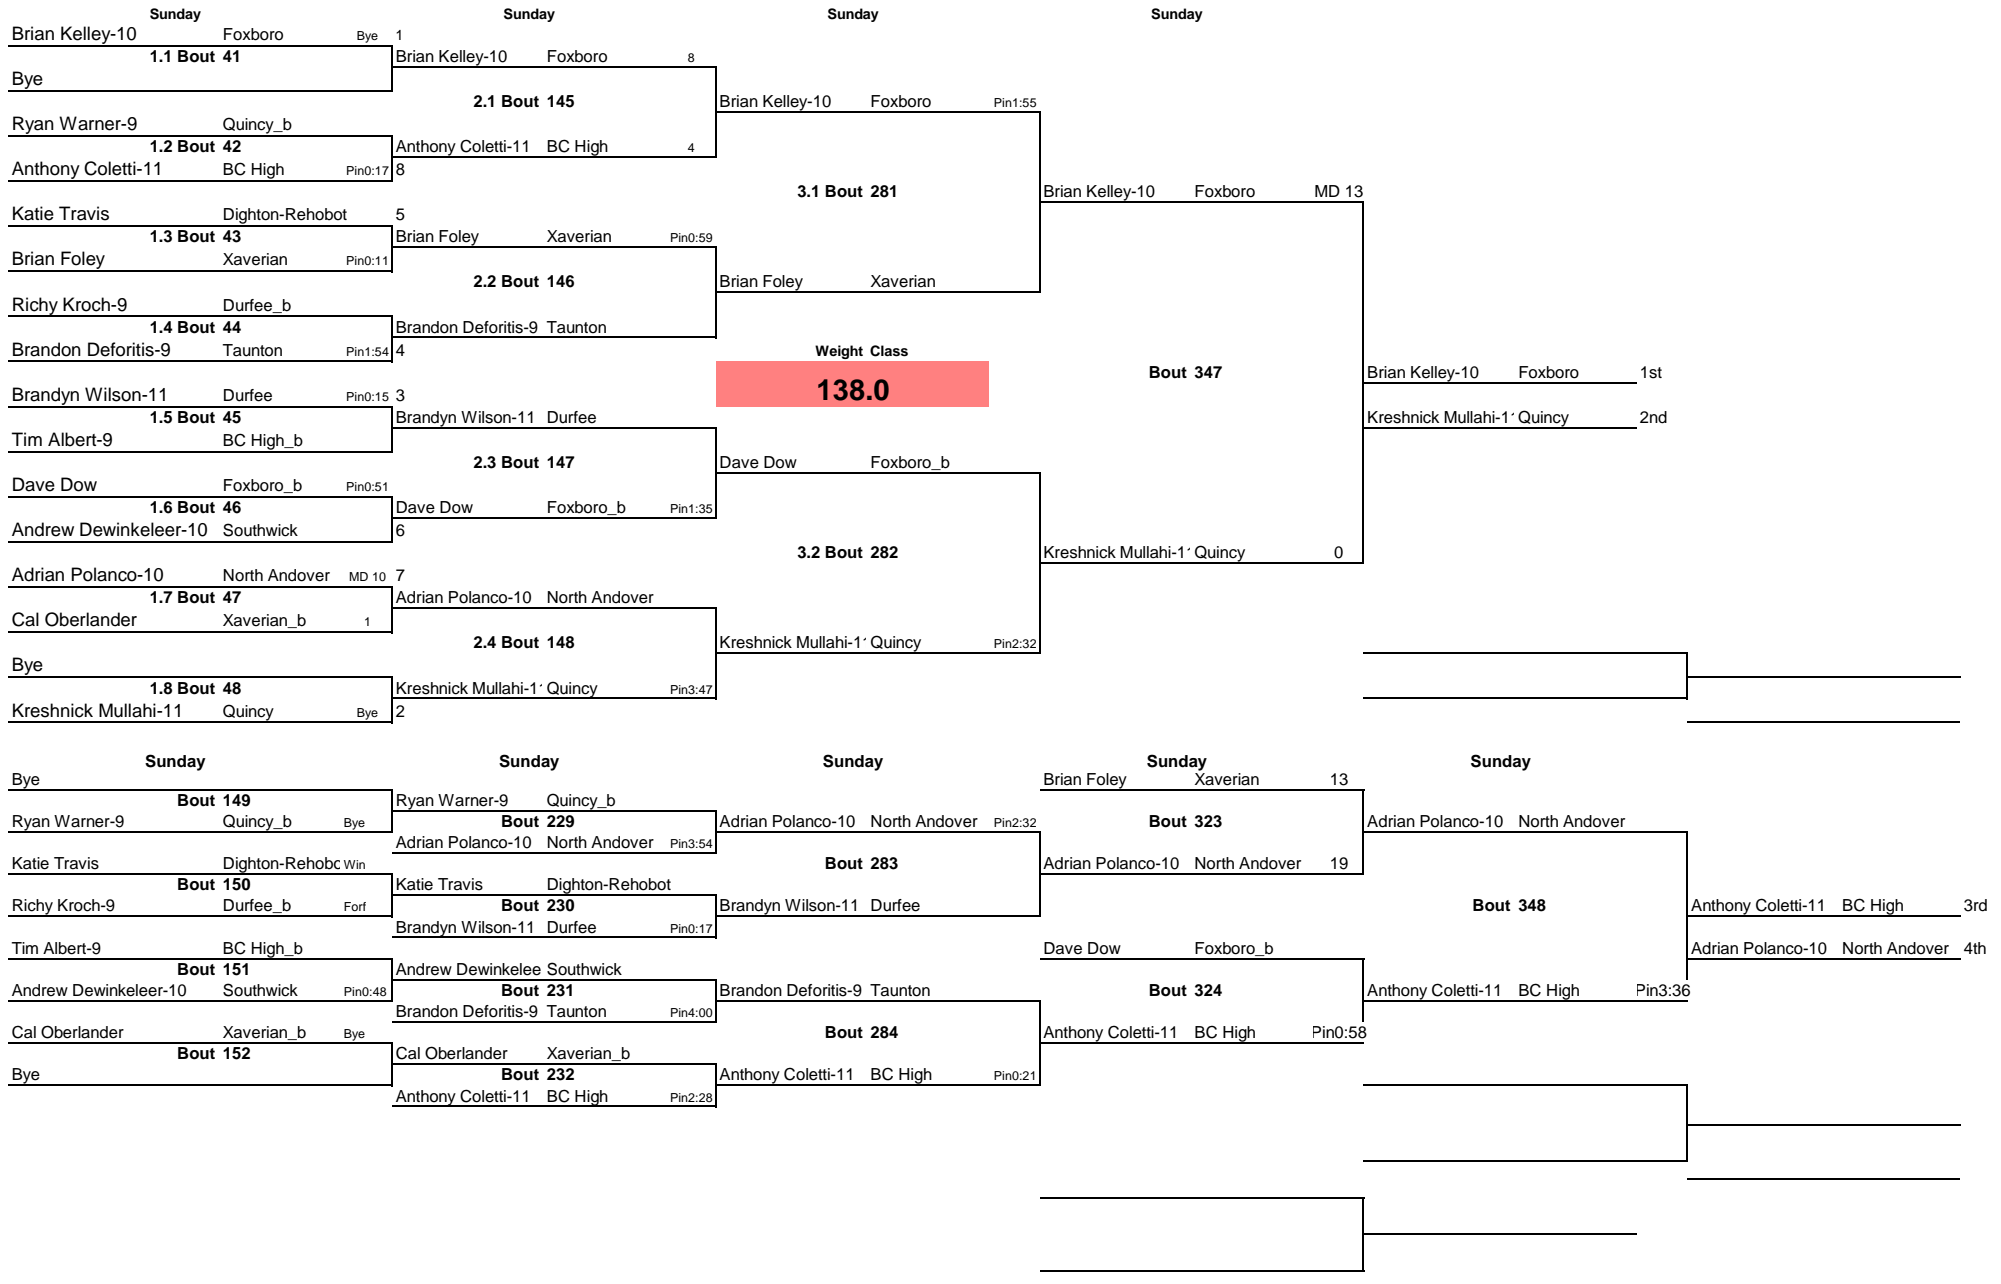 Sunday Sunday Sunday Sunday
Brian Kelley-10 Foxboro Bye 1
1.1 Bout 41 Brian Kelley-10 Foxboro 8
Bye
2.1 Bout 145 Brian Kelley-10 Foxboro Pin1:55
Ryan Warner-9 Quincy_b
1.2 Bout 42 Anthony Coletti-11 BC High 4
Anthony Coletti-11 BC High Pin0:17 8
3.1 Bout 281 Brian Kelley-10 Foxboro MD 13
Katie Travis Dighton-Rehobot 5
1.3 Bout 43 Brian Foley Xaverian Pin0:59
Brian Foley Xaverian Pin0:11
2.2 Bout 146 Brian Foley Xaverian
Richy Kroch-9 Durfee_b
1.4 Bout 44 Brandon Deforitis-9 Taunton
Brandon Deforitis-9 Taunton Pin1:54 4 Weight Class
Bout 347 Brian Kelley-10 Foxboro 1st
Brandyn Wilson-11 Durfee Pin0:15 3 138.0
1.5 Bout 45 Brandyn Wilson-11 Durfee Kreshnick Mullahi-1 Quincy 2nd
Tim Albert-9 BC High_b
2.3 Bout 147 Dave Dow Foxboro_b
Dave Dow Foxboro_b Pin0:51
1.6 Bout 46 Dave Dow Foxboro_b Pin1:35
Andrew Dewinkeleer-10 Southwick 6
3.2 Bout 282 Kreshnick Mullahi-1 Quincy 0
Adrian Polanco-10 North Andover MD 10 7
1.7 Bout 47 Adrian Polanco-10 North Andover
Cal Oberlander Xaverian_b 1
2.4 Bout 148 Kreshnick Mullahi-1 Quincy Pin2:32
Bye
1.8 Bout 48 Kreshnick Mullahi-1 Quincy Pin3:47
Kreshnick Mullahi-11 Quincy Bye 2
Sunday Sunday Sunday Sunday Sunday
Bye Brian Foley Xaverian 13
Bout 149 Ryan Warner-9 Quincy_b
Ryan Warner-9 Quincy_b Bye Bout 229 Adrian Polanco-10 North Andover Pin2:32 Bout 323 Adrian Polanco-10 North Andover
Adrian Polanco-10 North Andover Pin3:54
Katie Travis Dighton-Rehobo Win Bout 283 Adrian Polanco-10 North Andover 19
Bout 150 Katie Travis Dighton-Rehobot
Richy Kroch-9 Durfee_b Forf Bout 230 Brandyn Wilson-11 Durfee Bout 348 Anthony Coletti-11 BC High 3rd
Brandyn Wilson-11 Durfee Pin0:17
Tim Albert-9 BC High_b Dave Dow Foxboro_b Adrian Polanco-10 North Andover 4th
Bout 151 Andrew Dewinkelee Southwick
Andrew Dewinkeleer-10 Southwick Pin0:48 Bout 231 Brandon Deforitis-9 Taunton Bout 324 Anthony Coletti-11 BC High Pin3:36
Brandon Deforitis-9 Taunton Pin4:00
Cal Oberlander Xaverian_b Bye Bout 284 Anthony Coletti-11 BC High Pin0:58
Bout 152 Cal Oberlander Xaverian_b
Bye Bout 232 Anthony Coletti-11 BC High Pin0:21
Anthony Coletti-11 BC High Pin2:28